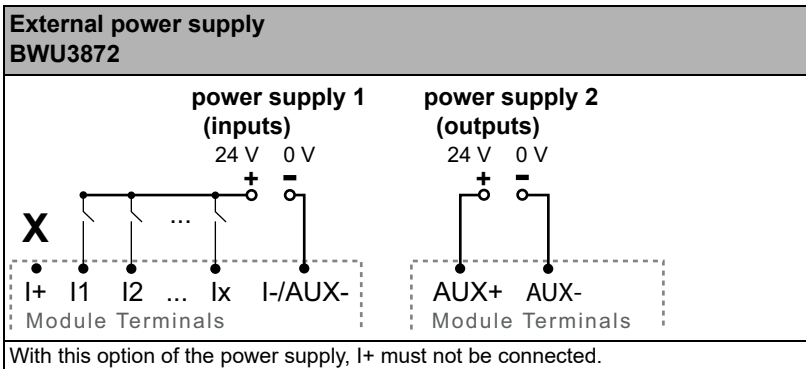 External power supply
BWU3872
power supply 1
(inputs)
24 V 0 V
+ -
power supply 2
(outputs)
24 V 0 V
+ -
X
...
I+ I1 I2 ... Ix I-/AUX-
Module Terminals
AUX+ AUX-
Module Terminals
With this option of the power supply, I+ must not be connected.